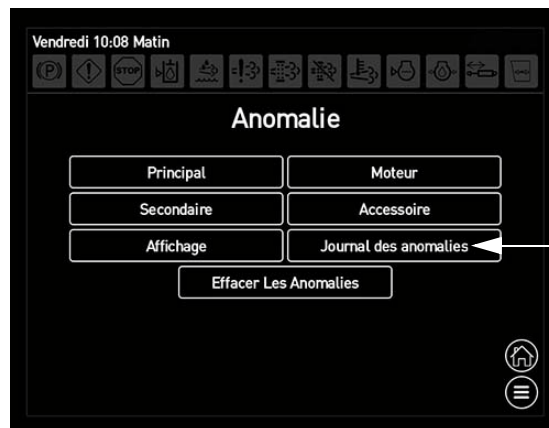 Vendredi 10:08 Matin
STOP
Anomalie
Principal Moteur
Secondaire Accessoire
Affichage Journal des anomalies
Effacer Les Anomalies